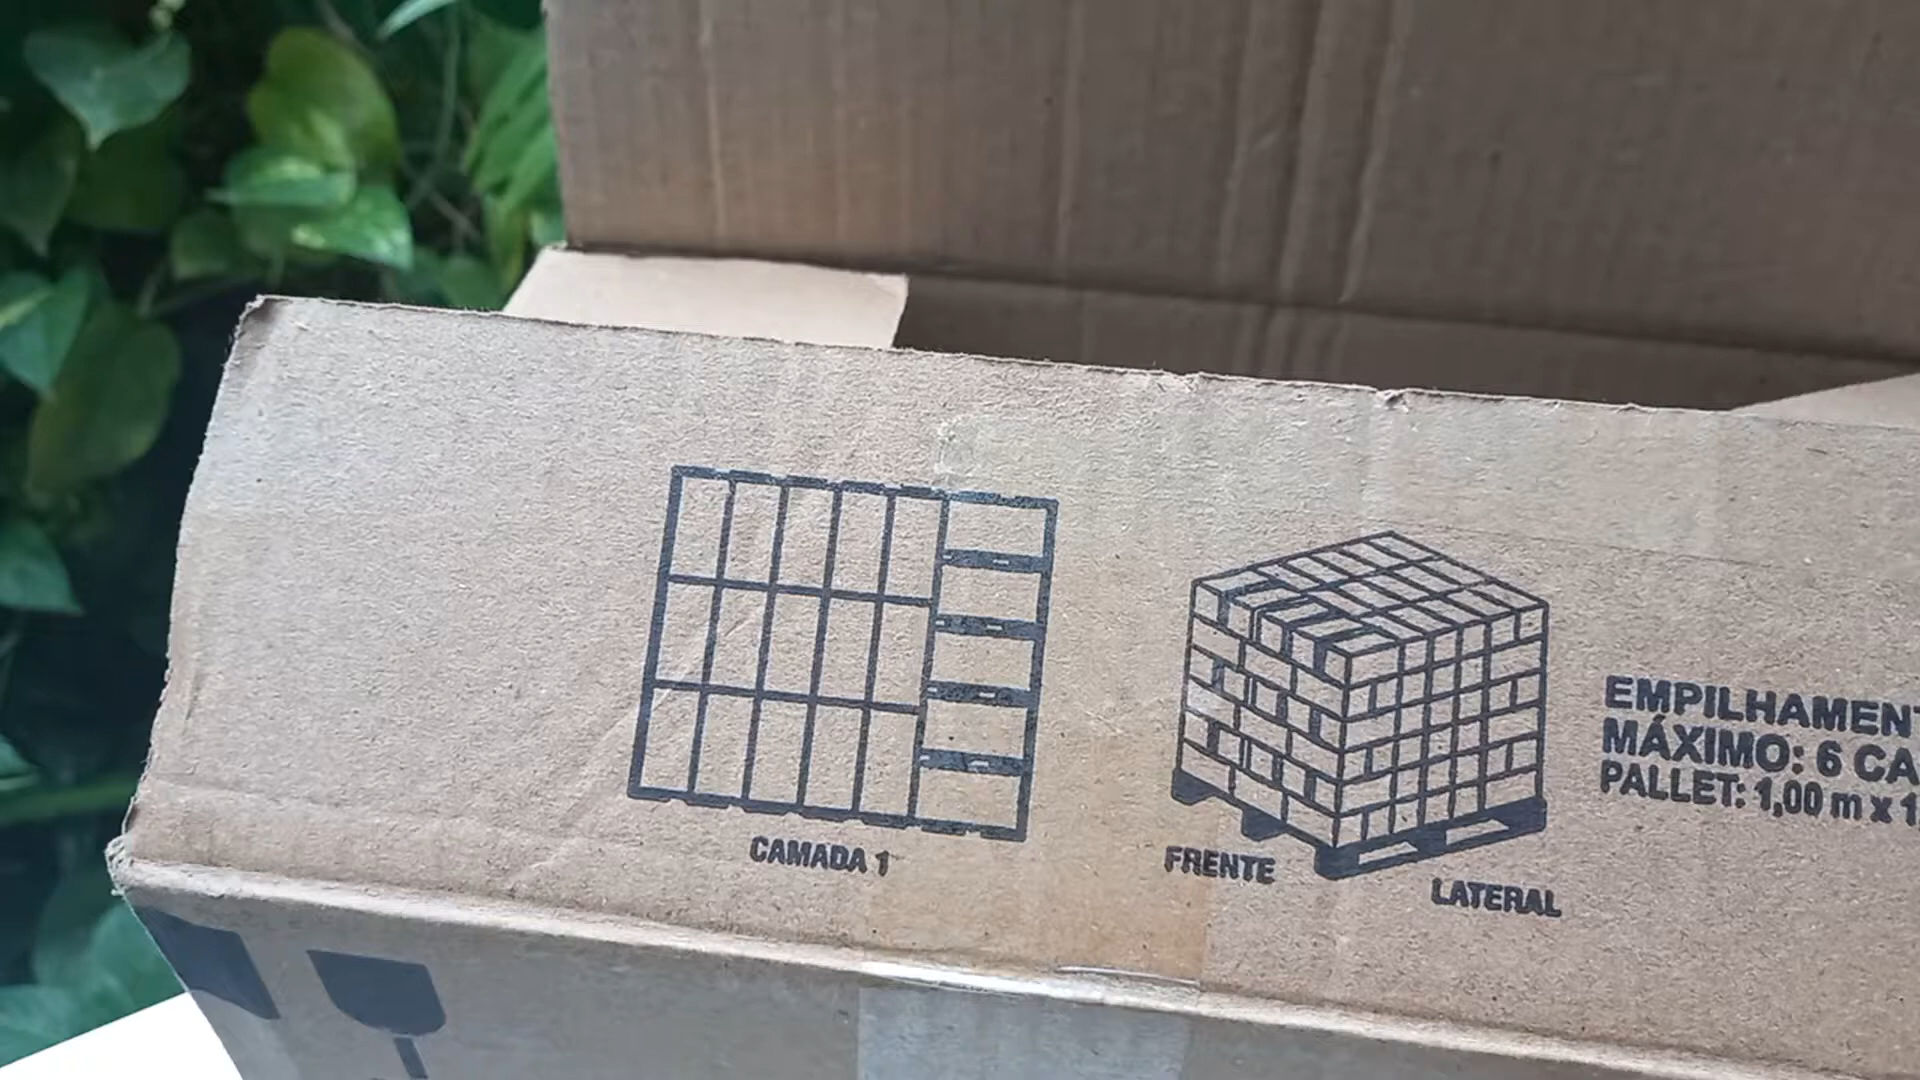 CAMADA 1
FRENTE
LATERAL
EMPILHAMENT
MÁXIMO: 6 CA
PALLET: 1,00 m x 1,